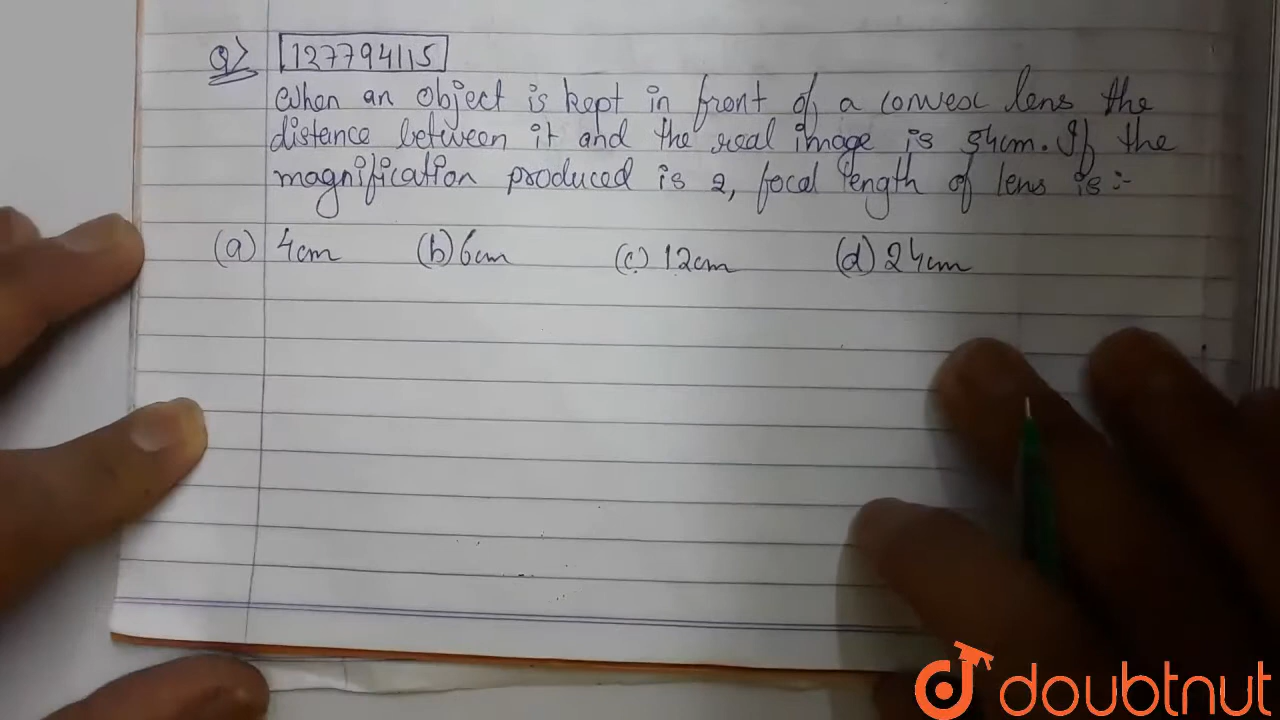 Q> 127794115
When an object is kept in front of a convex lens the
distance between it and the real image is 54cm. If the
magnification produced is 2, focal length of lens is:-
(a) 4cm (b) 6cm (c) 12cm (d) 24cm
doubtnut